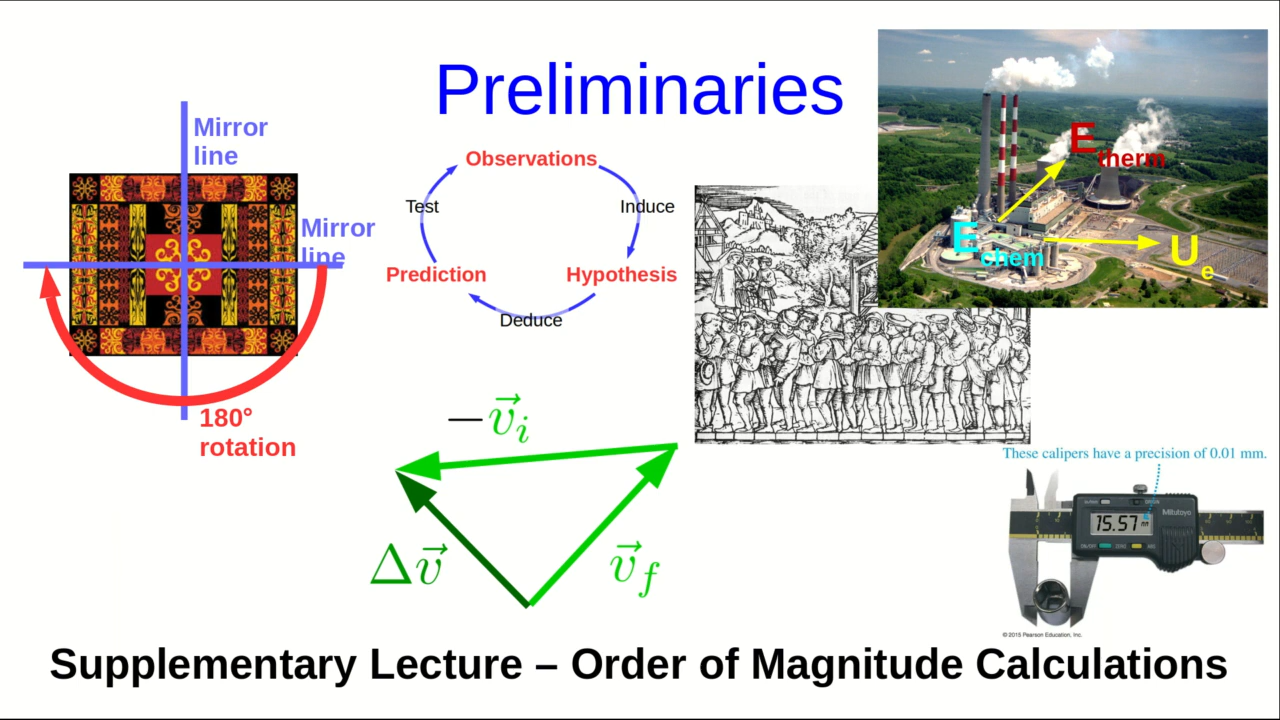 Preliminaries
Mirror
line
Mirror
line
180°
rotation
Observations
Test
Induce
Prediction
Hypothesis
Deduce
E therm
E chem
U e
−v⃗ᵢ
Δv⃗
v⃗_f
These calipers have a precision of 0.01 mm.
Mitutoyo
15.57
© 2015 Pearson Education, Inc.
Supplementary Lecture – Order of Magnitude Calculations